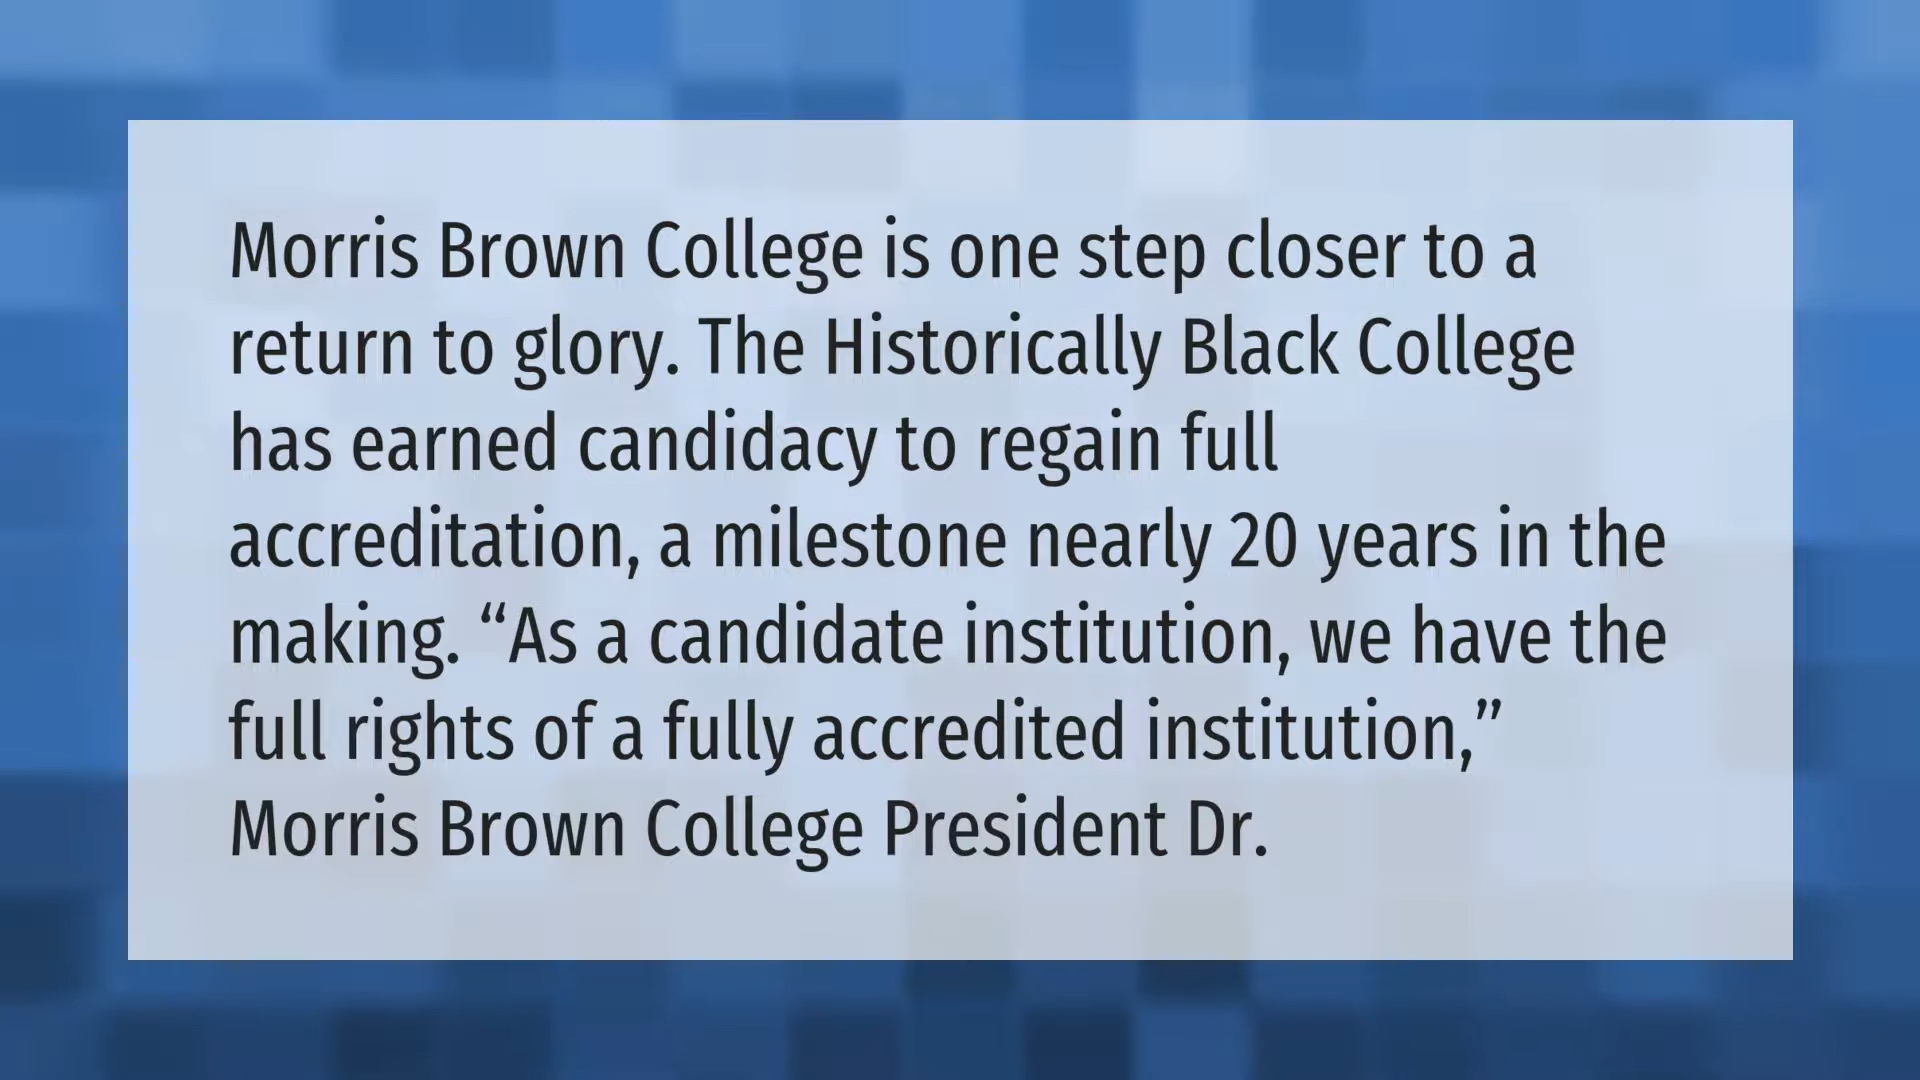 Morris Brown College is one step closer to a
return to glory. The Historically Black College
has earned candidacy to regain full
accreditation, a milestone nearly 20 years in the
making. “As a candidate institution, we have the
full rights of a fully accredited institution,”
Morris Brown College President Dr.